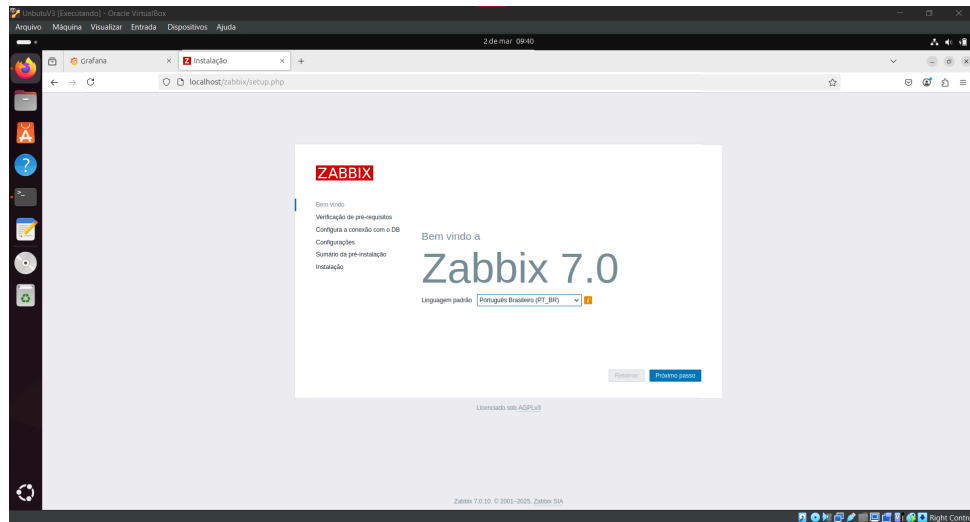 UnbutuV3 [Executando] - Oracle VirtualBox
Arquivo Máquina Visualizar Entrada Dispositivos Ajuda
2 de mar 09:40
Grafana
Instalação
localhost/zabbix/setup.php
ZABBIX
Bem vindo
Verificação de pré-requisitos
Configura a conexão com o DB
Configurações
Sumário da pré-instalação
Instalação
Bem vindo a
Zabbix 7.0
Linguagem padrão Português Brasileiro (PT_BR)
Retornar Próximo passo
Licenciado sob AGPLv3
Zabbix 7.0.10. © 2001–2025, Zabbix SIA
Right Contro